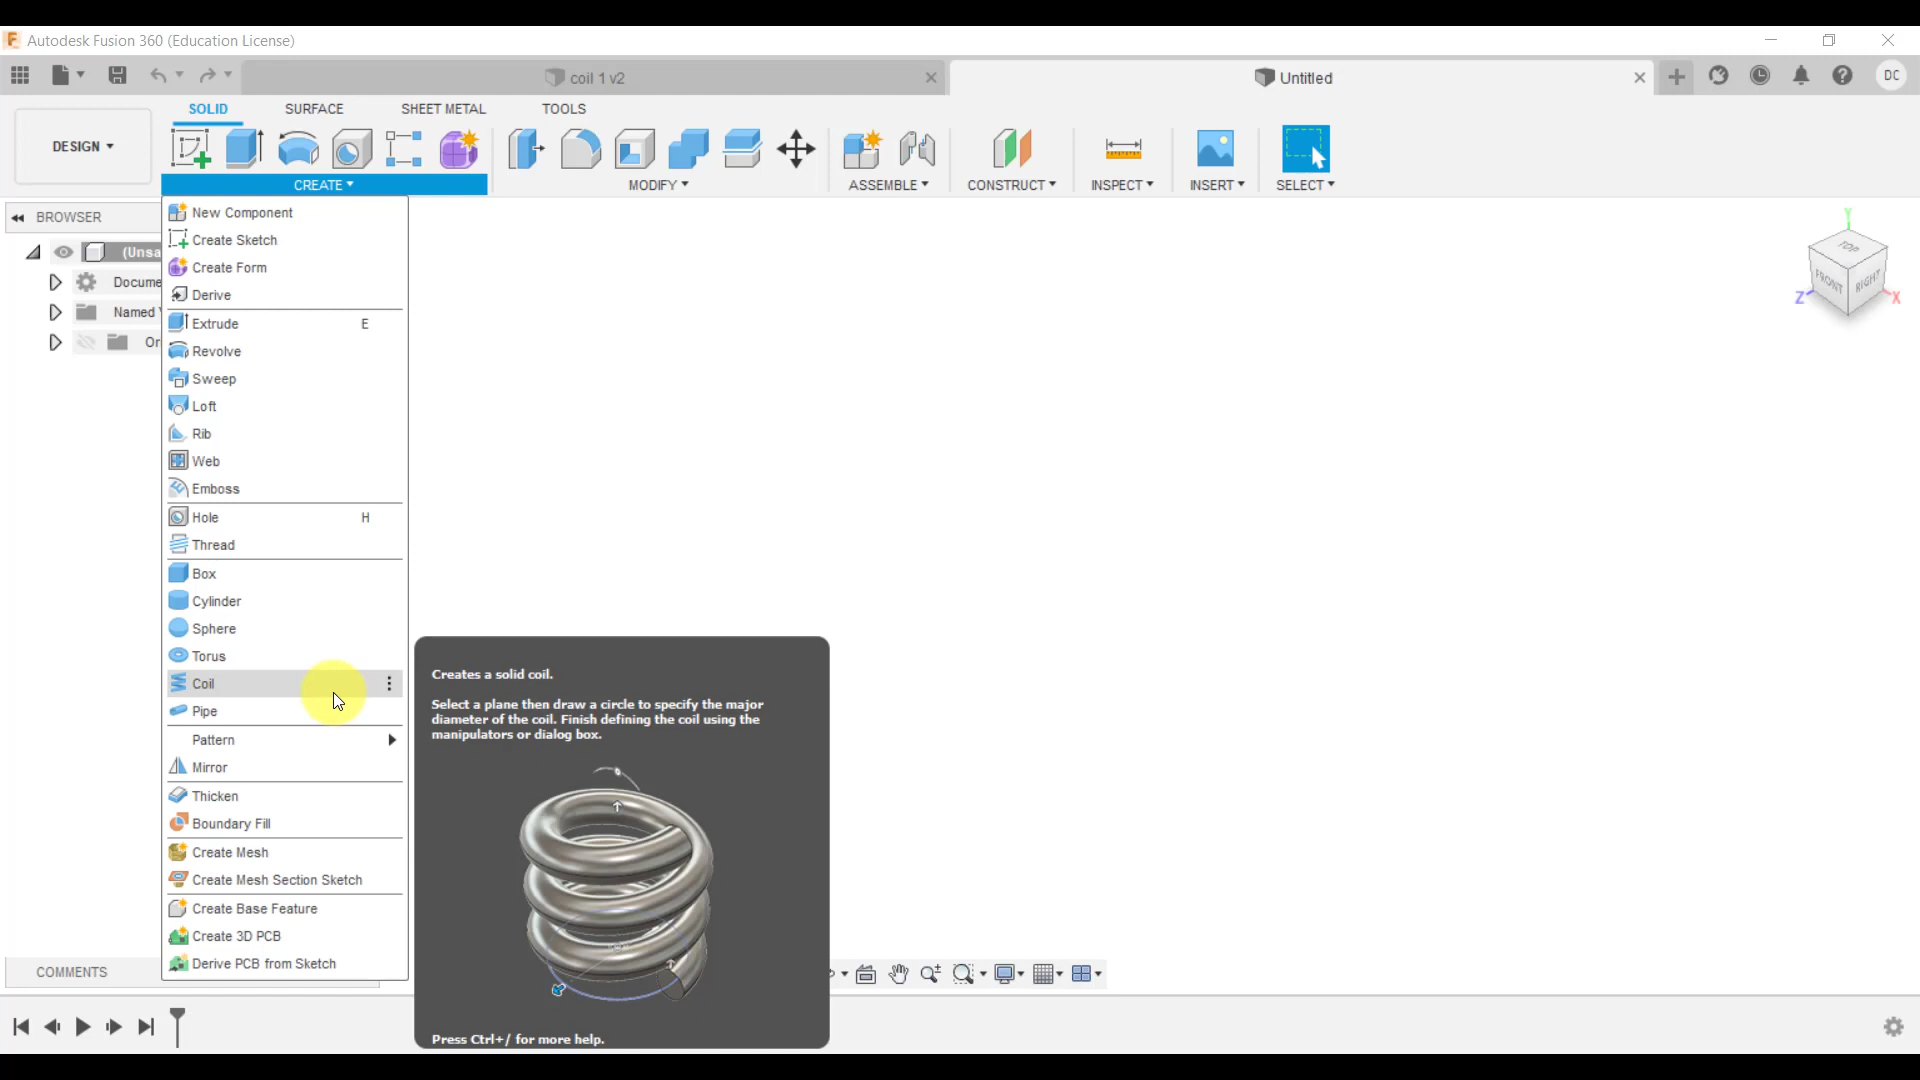 Autodesk Fusion 360 (Education License)
coil 1 v2
Untitled
DC
DESIGN
SOLID
SURFACE
SHEET METAL
TOOLS
CREATE
MODIFY
ASSEMBLE
CONSTRUCT
INSPECT
INSERT
SELECT
BROWSER
(Unsa
Docume
Named V
Or
New Component
Create Sketch
Create Form
Derive
Extrude E
Revolve
Sweep
Loft
Rib
Web
Emboss
Hole H
Thread
Box
Cylinder
Sphere
Torus
Coil
Pipe
Pattern
Mirror
Thicken
Boundary Fill
Create Mesh
Create Mesh Section Sketch
Create Base Feature
Create 3D PCB
Derive PCB from Sketch
Creates a solid coil.
Select a plane then draw a circle to specify the major
diameter of the coil. Finish defining the coil using the
manipulators or dialog box.
Press Ctrl+/ for more help.
Y
TOP
FRONT
RIGHT
Z
X
COMMENTS